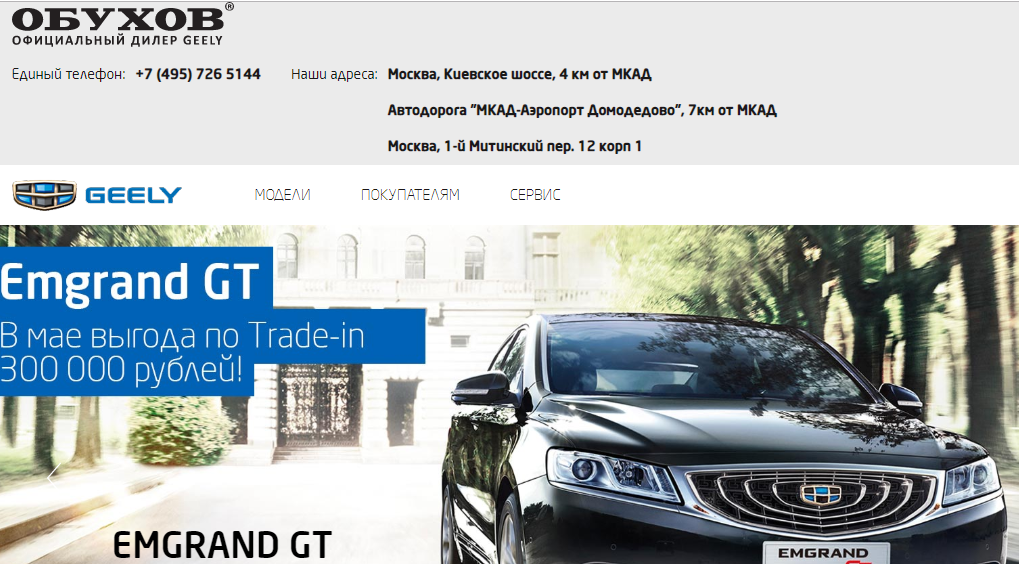 ОБУХОВ®
ОФИЦИАЛЬНЫЙ ДИЛЕР GEELY
Единый телефон: +7 (495) 726 5144 Наши адреса: Москва, Киевское шоссе, 4 км от МКАД
Автодорога "МКАД-Аэропорт Домодедово", 7км от МКАД
Москва, 1-й Митинский пер. 12 корп 1
GEELY МОДЕЛИ ПОКУПАТЕЛЯМ СЕРВИС
Emgrand GT
В мае выгода по Trade-in
300 000 рублей!
EMGRAND GT
EMGRAND